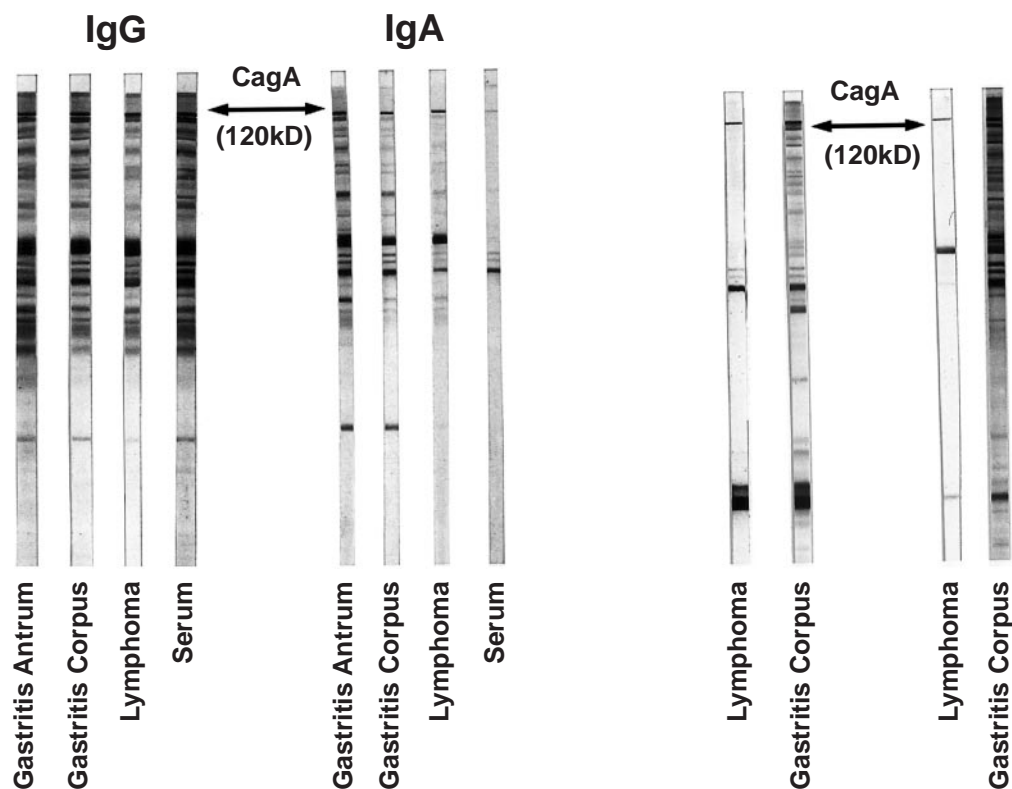 IgG
IgA
CagA
(120kD)
CagA
(120kD)
Gastritis Antrum
Gastritis Corpus
Lymphoma
Serum
Gastritis Antrum
Gastritis Corpus
Lymphoma
Serum
Lymphoma
Gastritis Corpus
Lymphoma
Gastritis Corpus